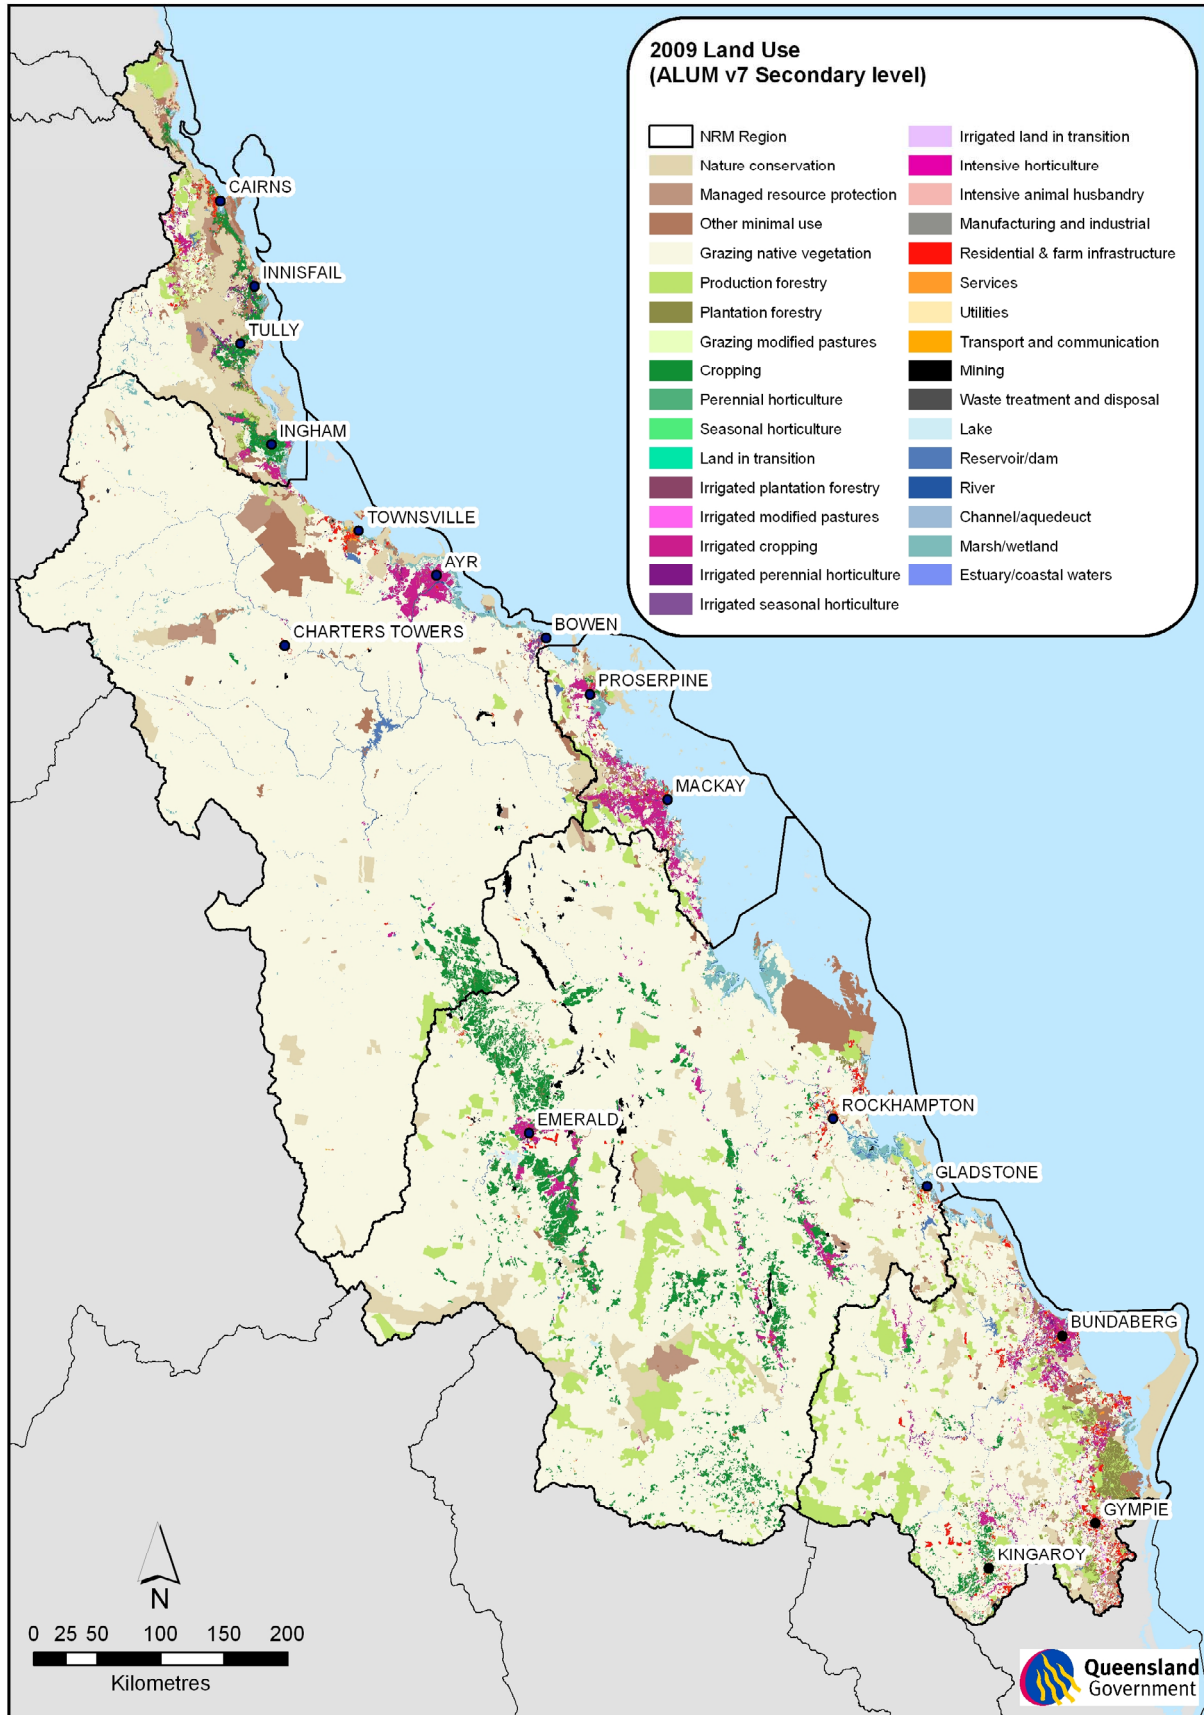 2009 Land Use
(ALUM v7 Secondary level)
NRM Region
Nature conservation
Managed resource protection
Other minimal use
Grazing native vegetation
Production forestry
Plantation forestry
Grazing modified pastures
Cropping
Perennial horticulture
Seasonal horticulture
Land in transition
Irrigated plantation forestry
Irrigated modified pastures
Irrigated cropping
Irrigated perennial horticulture
Irrigated seasonal horticulture
Irrigated land in transition
Intensive horticulture
Intensive animal husbandry
Manufacturing and industrial
Residential & farm infrastructure
Services
Utilities
Transport and communication
Mining
Waste treatment and disposal
Lake
Reservoir/dam
River
Channel/aquedeuct
Marsh/wetland
Estuary/coastal waters
CAIRNS
INNISFAIL
TULLY
INGHAM
TOWNSVILLE
AYR
BOWEN
CHARTERS TOWERS
PROSERPINE
MACKAY
ROCKHAMPTON
EMERALD
GLADSTONE
BUNDABERG
GYMPIE
KINGAROY
N
0 25 50 100 150 200
Kilometres
Queensland
Government